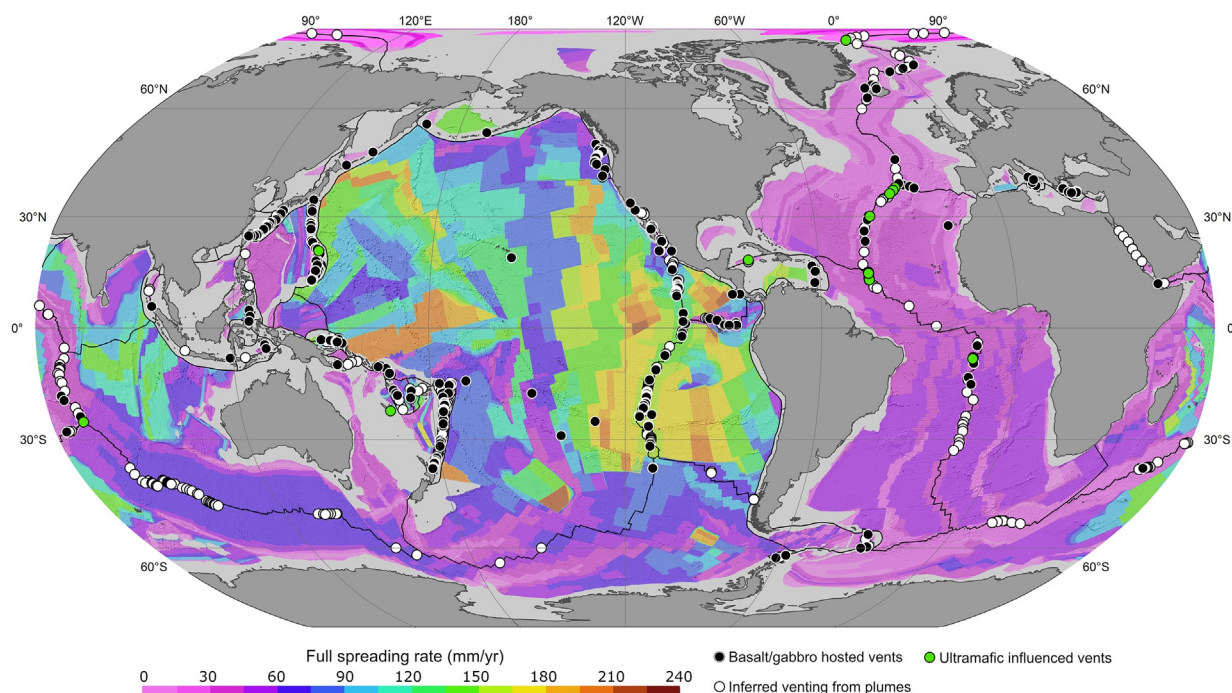 90° 120°E 180° 120°W 60°W 0° 90°
60°N 60°N
30°N 30°N
0° 0
30°S 30°S
60°S 60°S
Full spreading rate (mm/yr)
0 30 60 90 120 150 180 210 240
Basalt/gabbro hosted vents Ultramafic influenced vents
Inferred venting from plumes